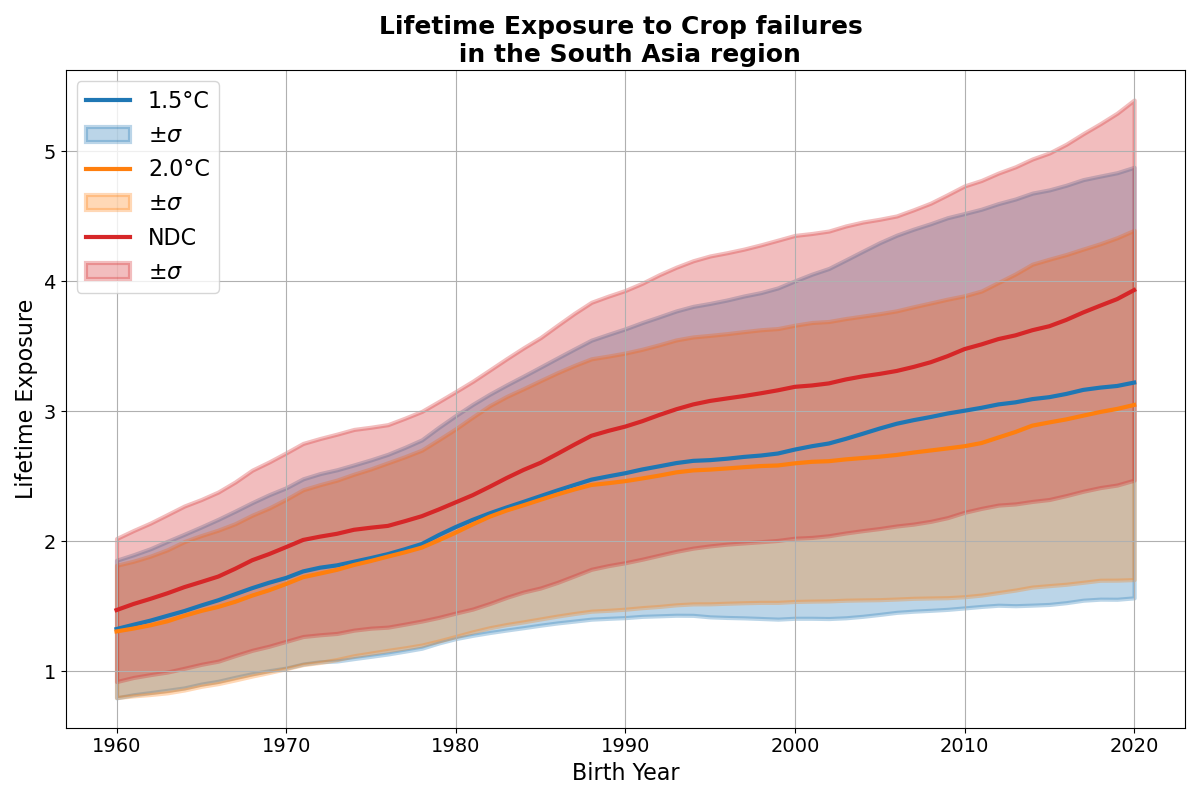 Lifetime Exposure to Crop failures
in the South Asia region
1.5°C
±σ
2.0°C
±σ
NDC
±σ
Lifetime Exposure
5
4
3
2
1
1960 1970 1980 1990 2000 2010 2020
Birth Year